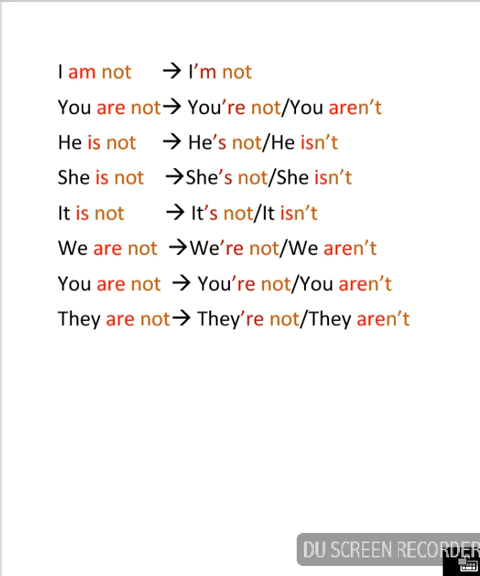 I am not → I’m not
You are not→ You’re not/You aren’t
He is not → He’s not/He isn’t
She is not →She’s not/She isn’t
It is not → It’s not/It isn’t
We are not →We’re not/We aren’t
You are not → You’re not/You aren’t
They are not→ They’re not/They aren’t
DU SCREEN RECORDER